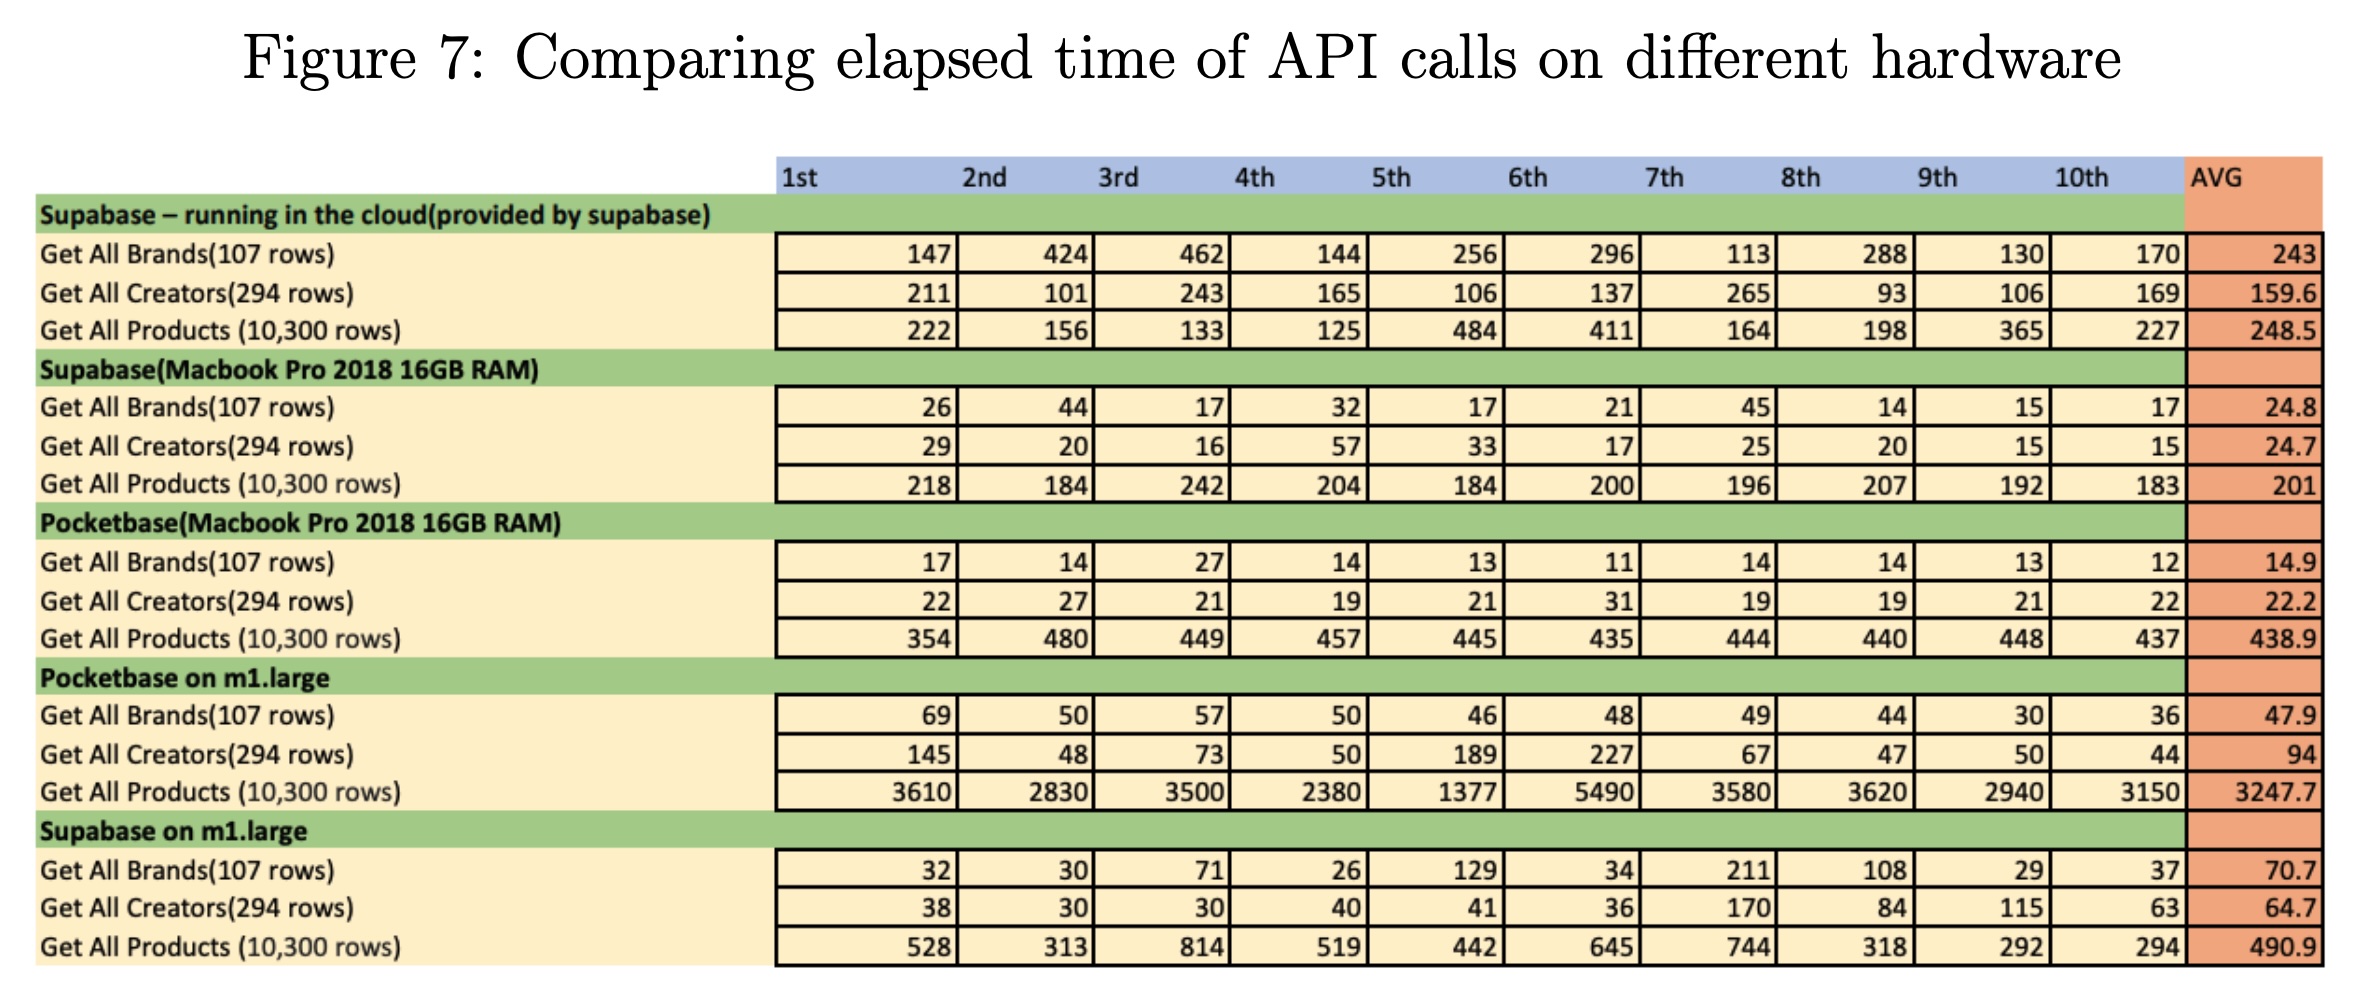 Figure 7: Comparing elapsed time of API calls on different hardware
1st 2nd 3rd 4th 5th 6th 7th 8th 9th 10th AVG
Supabase – running in the cloud(provided by supabase)
Get All Brands(107 rows) 147 424 462 144 256 296 113 288 130 170 243
Get All Creators(294 rows) 211 101 243 165 106 137 265 93 106 169 159.6
Get All Products (10,300 rows) 222 156 133 125 484 411 164 198 365 227 248.5
Supabase(Macbook Pro 2018 16GB RAM)
Get All Brands(107 rows) 26 44 17 32 17 21 45 14 15 17 24.8
Get All Creators(294 rows) 29 20 16 57 33 17 25 20 15 15 24.7
Get All Products (10,300 rows) 218 184 242 204 184 200 196 207 192 183 201
Pocketbase(Macbook Pro 2018 16GB RAM)
Get All Brands(107 rows) 17 14 27 14 13 11 14 14 13 12 14.9
Get All Creators(294 rows) 22 27 21 19 21 31 19 19 21 22 22.2
Get All Products (10,300 rows) 354 480 449 457 445 435 444 440 448 437 438.9
Pocketbase on m1.large
Get All Brands(107 rows) 69 50 57 50 46 48 49 44 30 36 47.9
Get All Creators(294 rows) 145 48 73 50 189 227 67 47 50 44 94
Get All Products (10,300 rows) 3610 2830 3500 2380 1377 5490 3580 3620 2940 3150 3247.7
Supabase on m1.large
Get All Brands(107 rows) 32 30 71 26 129 34 211 108 29 37 70.7
Get All Creators(294 rows) 38 30 30 40 41 36 170 84 115 63 64.7
Get All Products (10,300 rows) 528 313 814 519 442 645 744 318 292 294 490.9